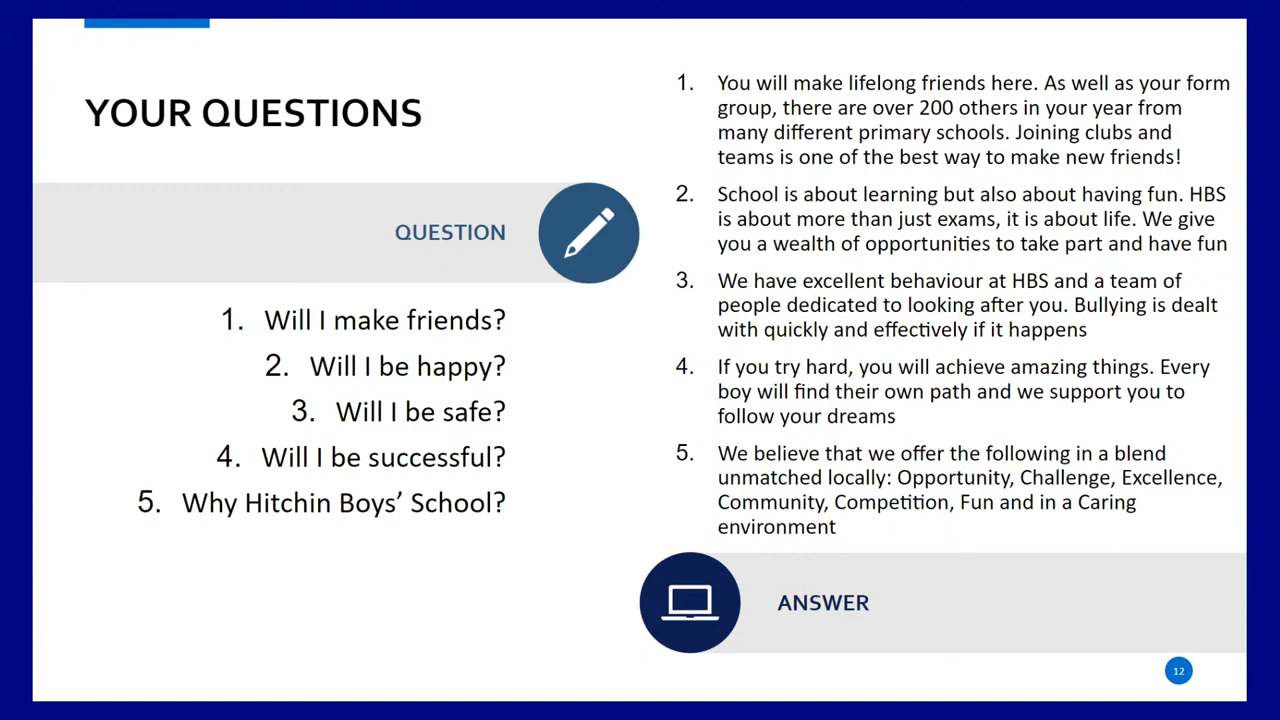 YOUR QUESTIONS
QUESTION
1. Will I make friends?
2. Will I be happy?
3. Will I be safe?
4. Will I be successful?
5. Why Hitchin Boys’ School?
1. You will make lifelong friends here. As well as your form
group, there are over 200 others in your year from
many different primary schools. Joining clubs and
teams is one of the best way to make new friends!
2. School is about learning but also about having fun. HBS
is about more than just exams, it is about life. We give
you a wealth of opportunities to take part and have fun
3. We have excellent behaviour at HBS and a team of
people dedicated to looking after you. Bullying is dealt
with quickly and effectively if it happens
4. If you try hard, you will achieve amazing things. Every
boy will find their own path and we support you to
follow your dreams
5. We believe that we offer the following in a blend
unmatched locally: Opportunity, Challenge, Excellence,
Community, Competition, Fun and in a Caring
environment
ANSWER
12